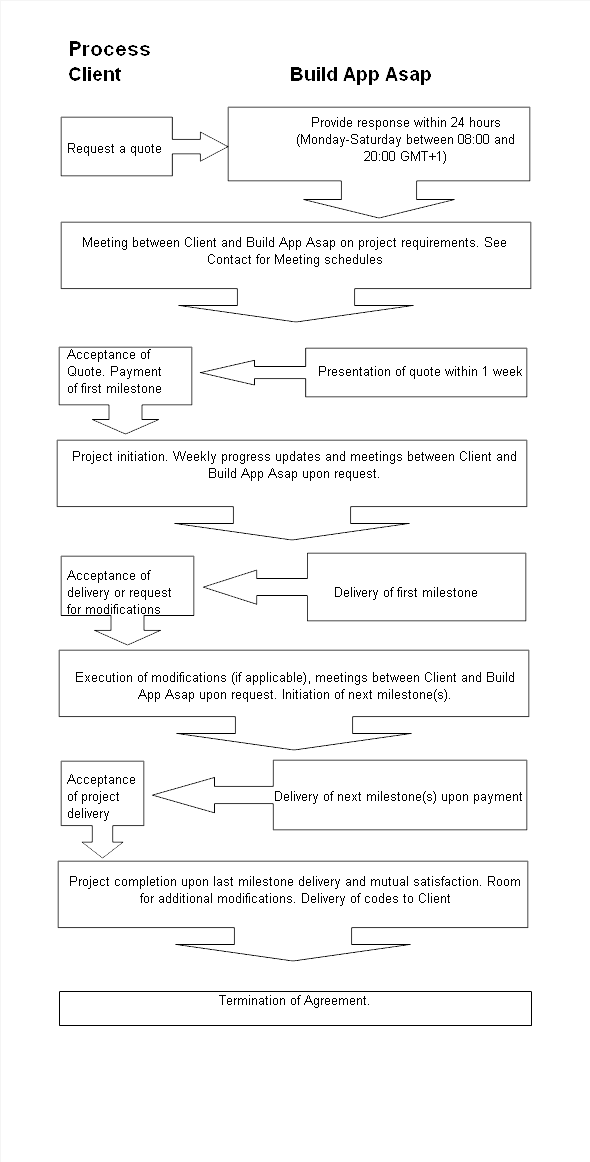 Process
Client
Build App Asap
Request a quote
Provide response within 24 hours
(Monday-Saturday between 08:00 and
20:00 GMT+1)
Meeting between Client and Build App Asap on project requirements. See
Contact for Meeting schedules
Acceptance of
Quote. Payment
of first milestone
Presentation of quote within 1 week
Project initiation. Weekly progress updates and meetings between Client and
Build App Asap upon request.
Acceptance of
delivery or request
for modifications
Delivery of first milestone
Execution of modifications (if applicable), meetings between Client and Build
App Asap upon request. Initiation of next milestone(s).
Acceptance
of project
delivery
Delivery of next milestone(s) upon payment
Project completion upon last milestone delivery and mutual satisfaction. Room
for additional modifications. Delivery of codes to Client
Termination of Agreement.